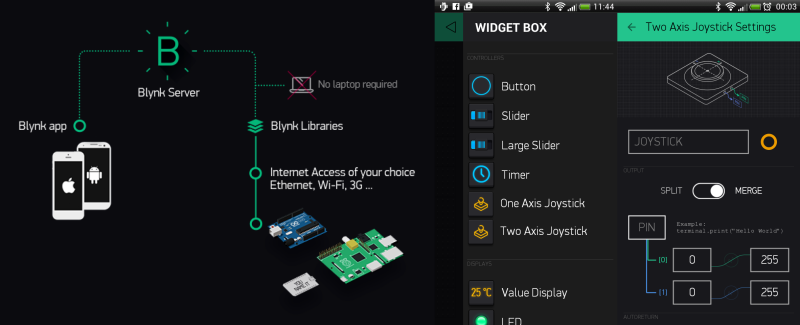 B
Blynk Server
No laptop required
Blynk app
Blynk Libraries
Internet Access of your choice
Ethernet, Wi-Fi, 3G ...
YOU
NAME IT
11:44
WIDGET BOX
CONTROLLERS
Button
Slider
Large Slider
Timer
One Axis Joystick
Two Axis Joystick
DISPLAYS
25 °C
Value Display
LED
00:03
Two Axis Joystick Settings
JOYSTICK
OUTPUT
SPLIT
MERGE
PIN
Example:
terminal.print("Hello World")
[0]
0
255
[1]
0
255
AUTORETURN